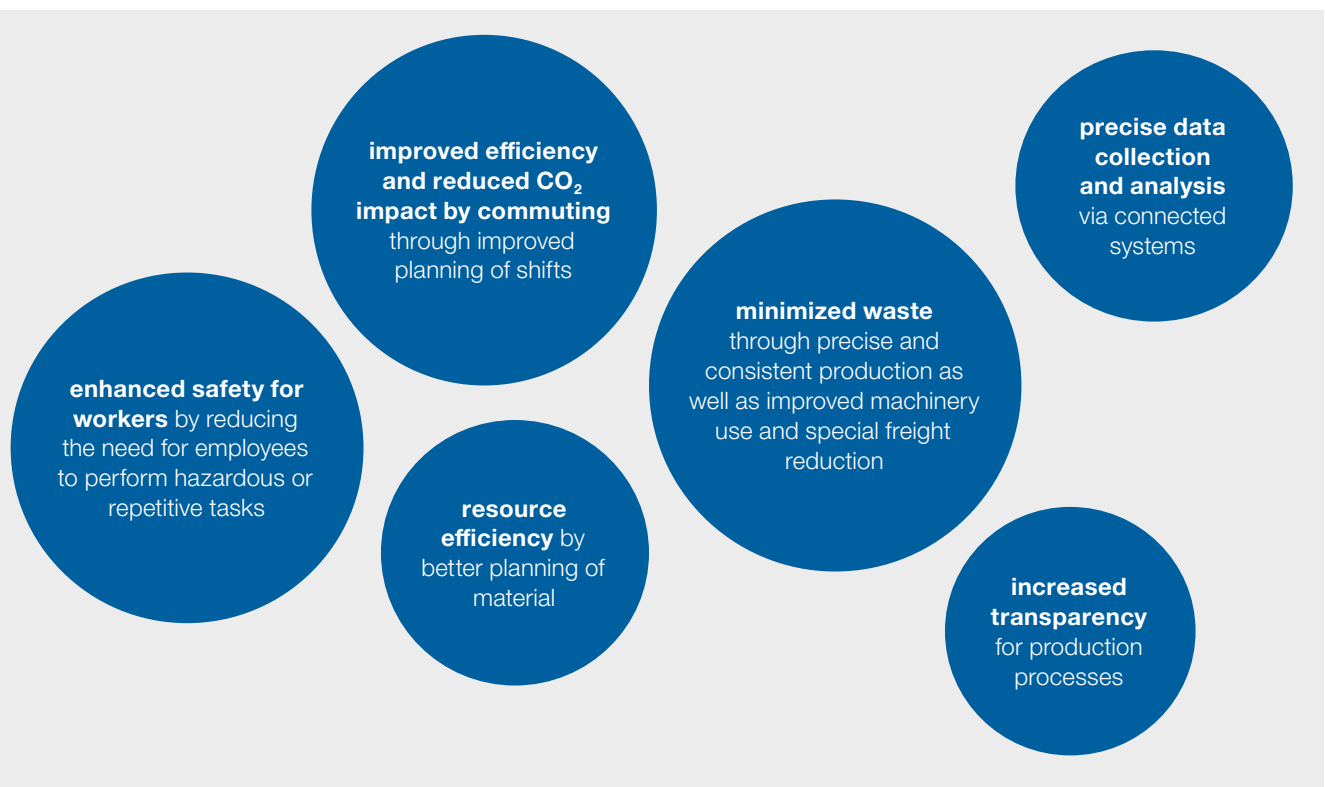 improved efficiency
and reduced CO₂
impact by commuting
through improved
planning of shifts
precise data
collection
and analysis
via connected
systems
enhanced safety for
workers by reducing
the need for employees
to perform hazardous or
repetitive tasks
minimized waste
through precise and
consistent production as
well as improved machinery
use and special freight
reduction
resource
efficiency by
better planning of
material
increased
transparency
for production
processes